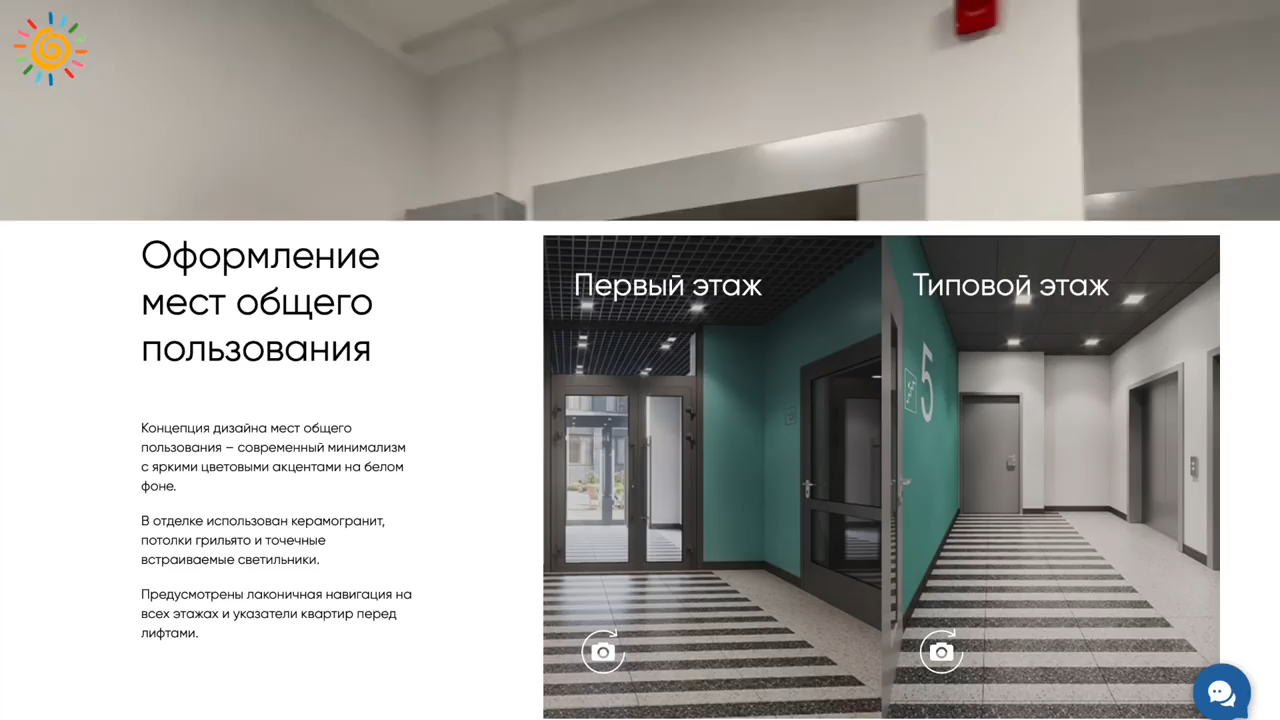 Оформление
мест общего
пользования
Концепция дизайна мест общего
пользования – современный минимализм
с яркими цветовыми акцентами на белом
фоне.
В отделке использован керамогранит,
потолки грильято и точечные
встраиваемые светильники.
Предусмотрены лаконичная навигация на
всех этажах и указатели квартир перед
лифтами.
Первый этаж
Типовой этаж
5